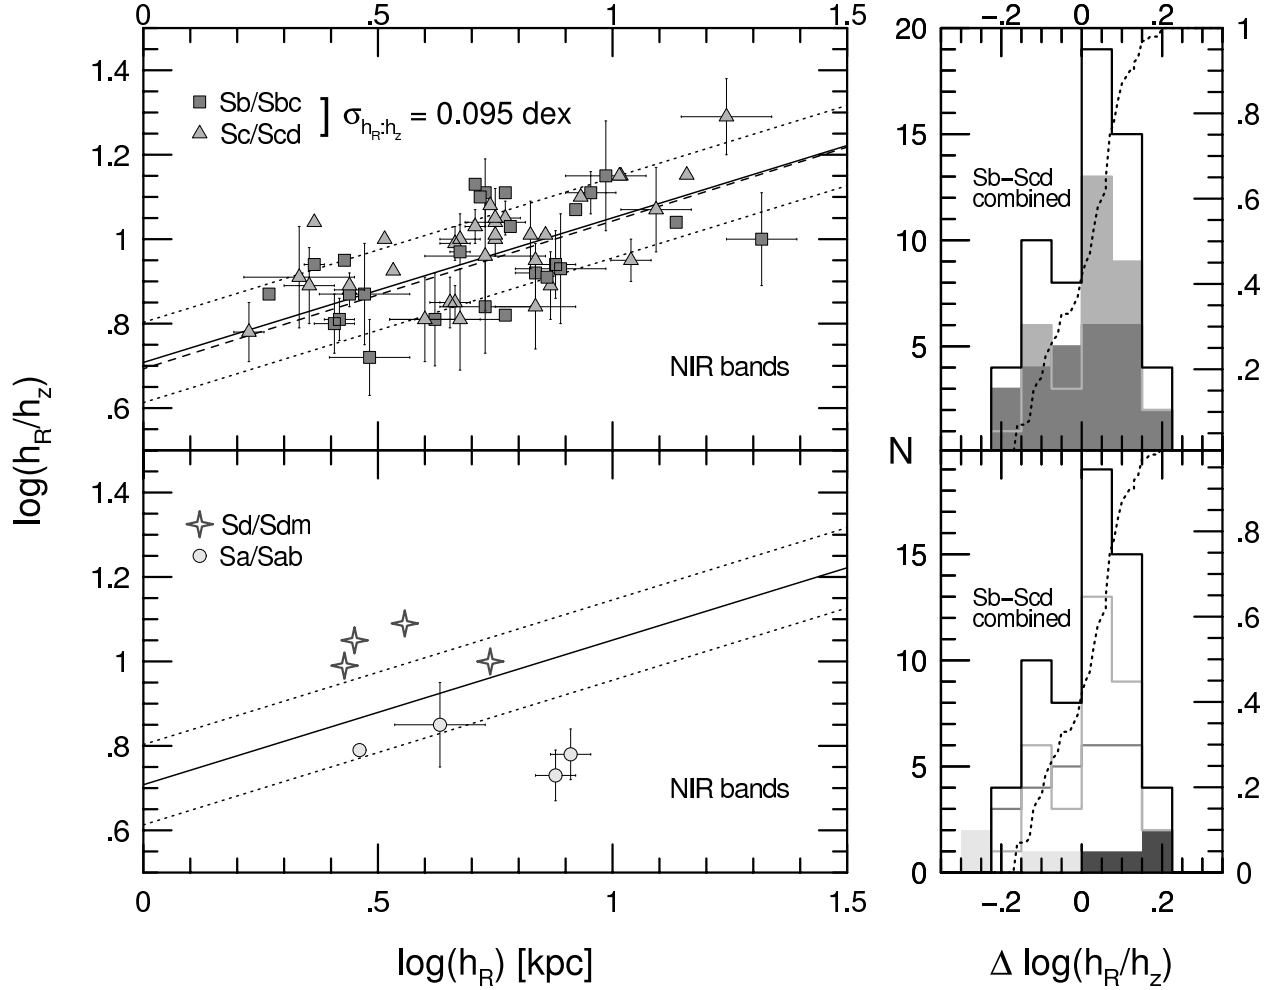 0 .5 1 1.5
−.2 0 .2
1.4
1.2
1
.8
.6
Sb/Sbc
Sc/Scd
] σhR:hz = 0.095 dex
NIR bands
20
15
10
5
1
.8
.6
.4
.2
Sb−Scd
combined
log(hR/hz)
N
1.4
1.2
1
.8
.6
Sd/Sdm
Sa/Sab
NIR bands
15
10
5
0
.8
.6
.4
.2
0
Sb−Scd
combined
0 .5 1 1.5
−.2 0 .2
log(hR) [kpc]
Δ log(hR/hz)